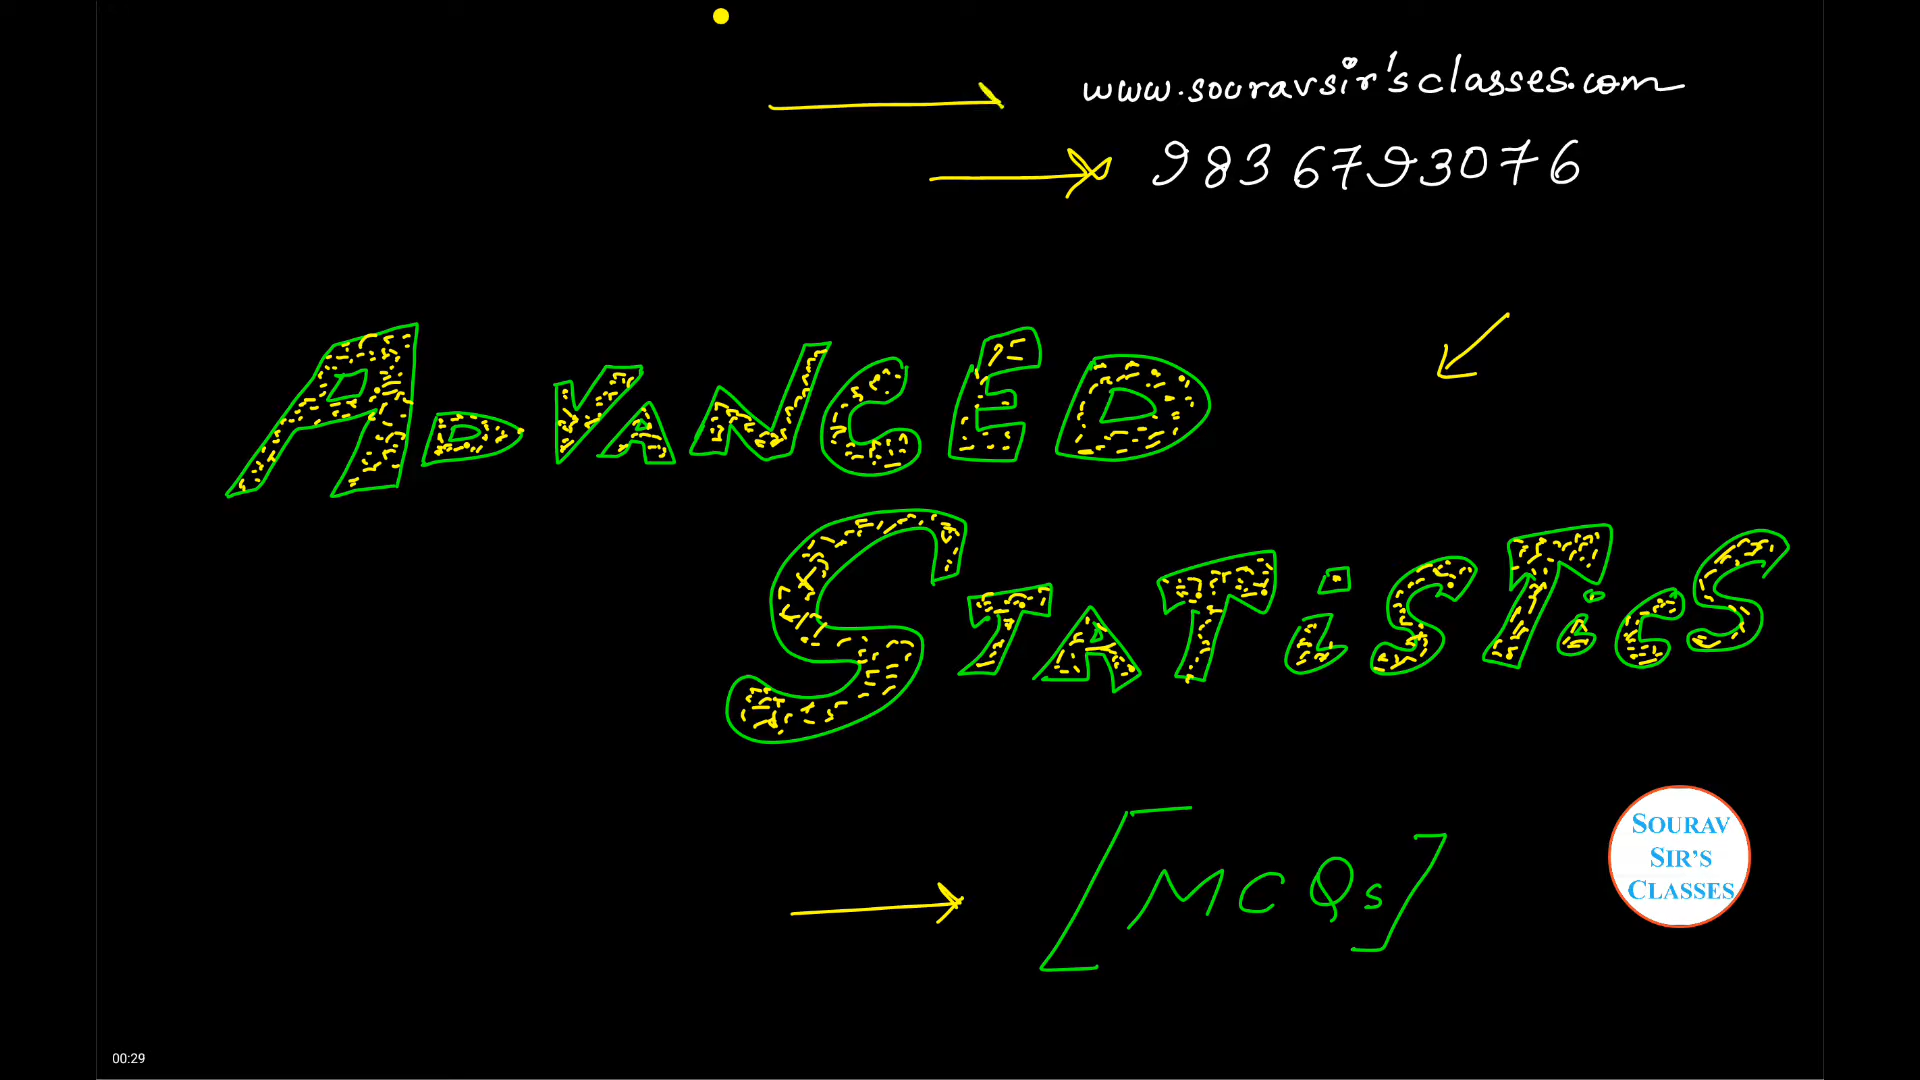 www.souravsir'sclasses.com
9836793076
ADVANCED
STATiSTicS
[MCQs]
SOURAV
SIR'S
CLASSES
00:29